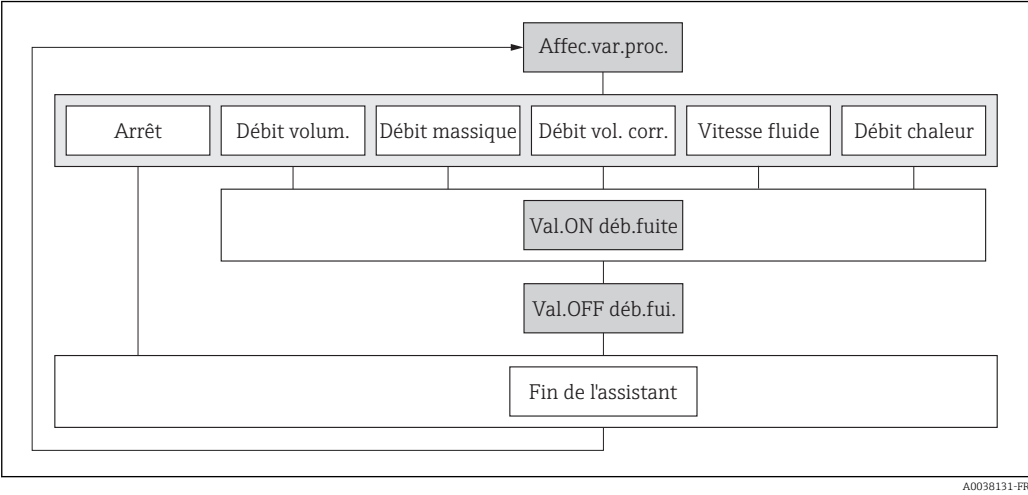 Affec.var.proc.
Arrêt
Débit volum.
Débit massique
Débit vol. corr.
Vitesse fluide
Débit chaleur
Val.ON déb.fuite
Val.OFF déb.fui.
Fin de l'assistant
A0038131-FR